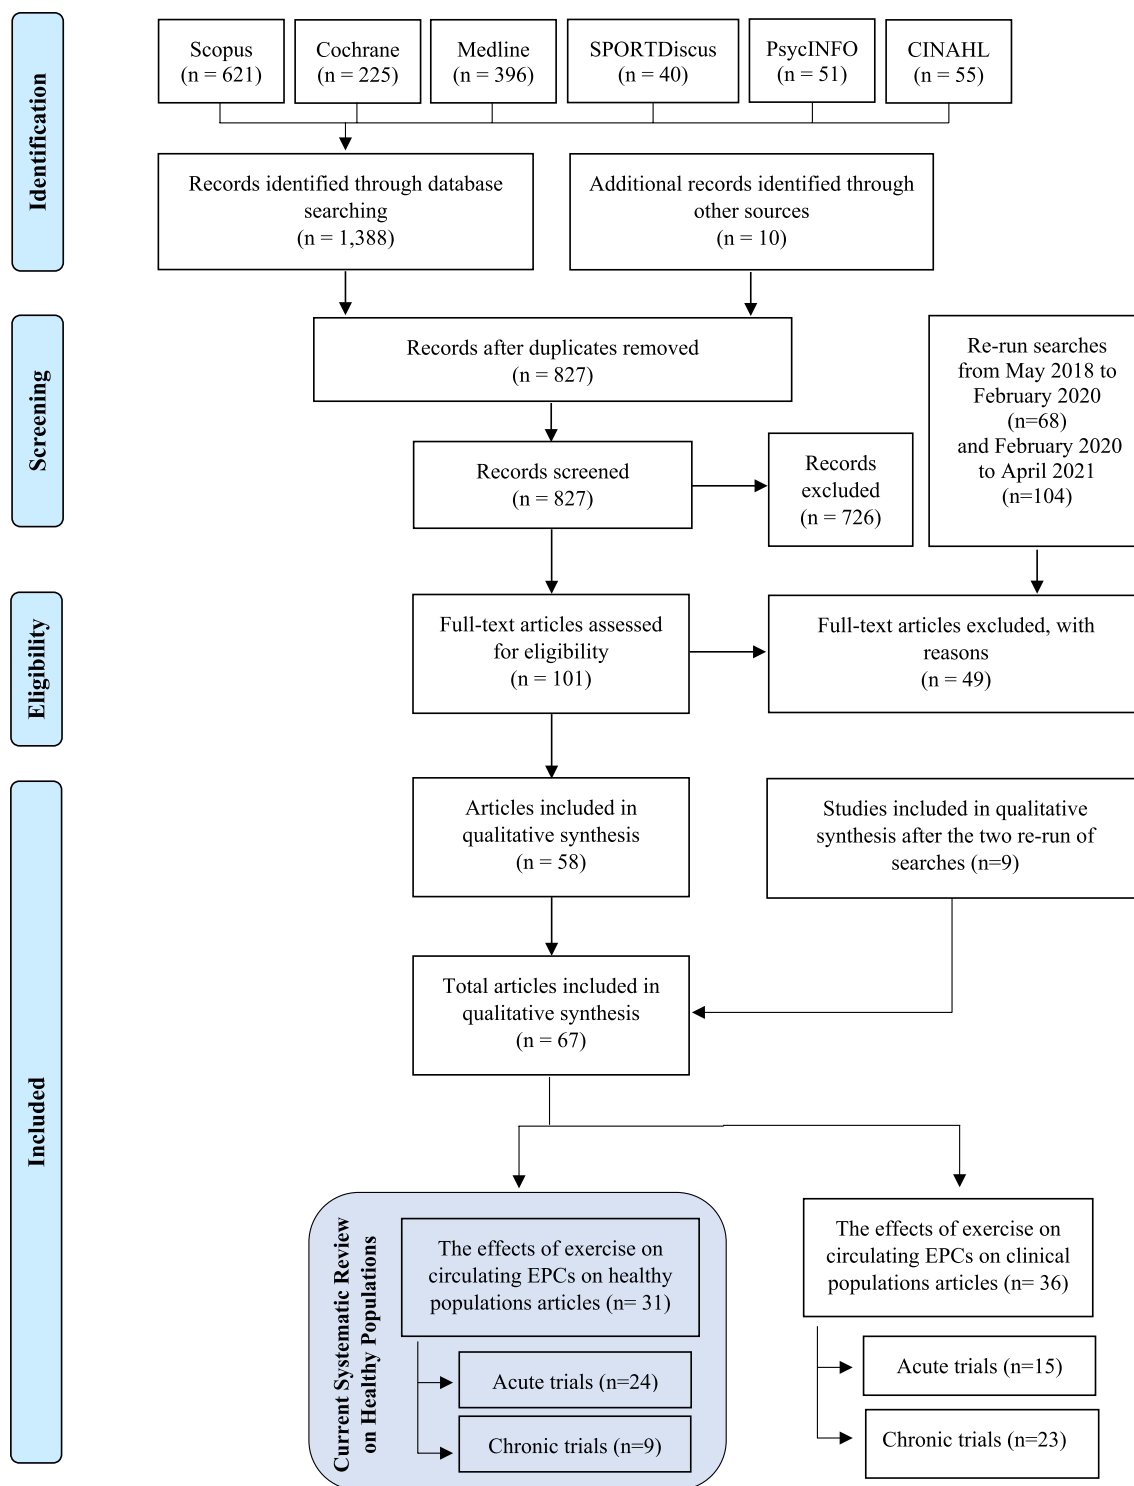 Identification
Scopus
(n = 621)
Cochrane
(n = 225)
Medline
(n = 396)
SPORTDiscus
(n = 40)
PsycINFO
(n = 51)
CINAHL
(n = 55)
Records identified through database
searching
(n = 1,388)
Additional records identified through
other sources
(n = 10)
Screening
Records after duplicates removed
(n = 827)
Re-run searches
from May 2018 to
February 2020
(n=68)
and February 2020
to April 2021
(n=104)
Records screened
(n = 827)
Records
excluded
(n = 726)
Eligibility
Full-text articles assessed
for eligibility
(n = 101)
Full-text articles excluded, with
reasons
(n = 49)
Included
Articles included in
qualitative synthesis
(n = 58)
Studies included in qualitative
synthesis after the two re-run of
searches (n=9)
Total articles included in
qualitative synthesis
(n = 67)
Current Systematic Review
on Healthy Populations
The effects of exercise on
circulating EPCs on healthy
populations articles (n= 31)
Acute trials (n=24)
Chronic trials (n=9)
The effects of exercise on
circulating EPCs on clinical
populations articles (n= 36)
Acute trials (n=15)
Chronic trials (n=23)